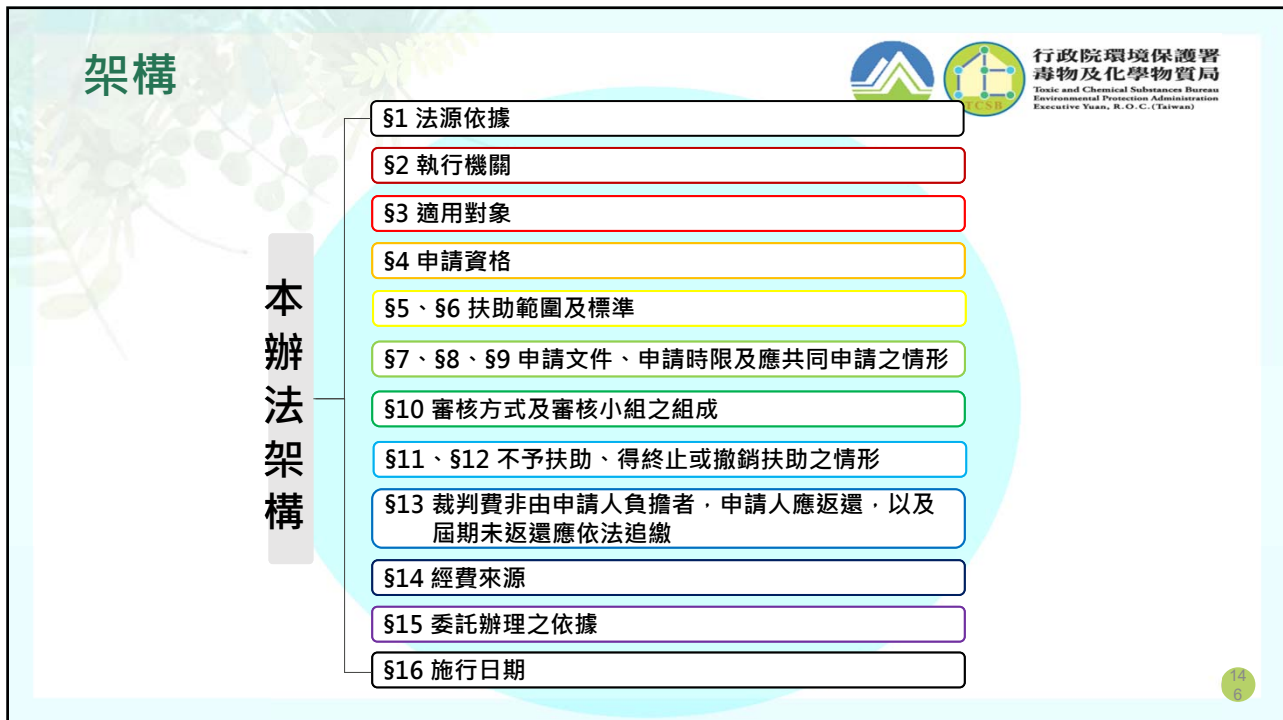 架構
行政院環境保護署
毒物及化學物質局
Toxic and Chemical Substances Bureau
Environmental Protection Administration
Executive Yuan, R.O.C.(Taiwan)
TCSB
本辦法架構
§1 法源依據
§2 執行機關
§3 適用對象
§4 申請資格
§5、§6 扶助範圍及標準
§7、§8、§9 申請文件、申請時限及應共同申請之情形
§10 審核方式及審核小組之組成
§11、§12 不予扶助、得終止或撤銷扶助之情形
§13 裁判費非由申請人負擔者，申請人應返還，以及
屆期未返還應依法追繳
§14 經費來源
§15 委託辦理之依據
§16 施行日期
14
6